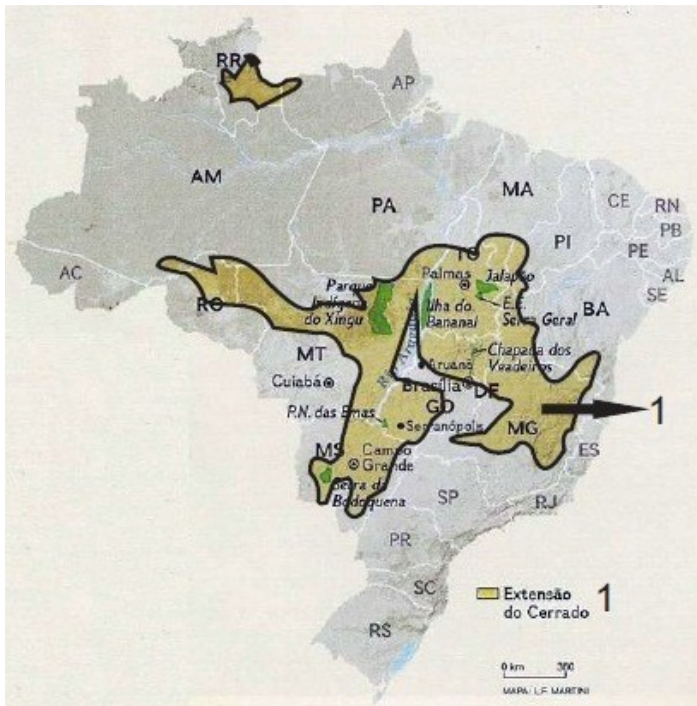 RR
AP
AM
PA
MA
CE
RN
PB
PI
PE
AL
SE
AC
TO
Palmas
Jalapão
Parque
Indígena
do Xingu
Ilha do
Bananal
E.E.
Serra Geral
BA
RO
MT
Rio Araguaia
Aruanã
Chapada dos
Veadeiros
Cuiabá
Brasília
DF
P.N. das Emas
GO
Serranópolis
MG
1
ES
MS
Campo
Grande
Serra da
Bodoquena
SP
RJ
PR
SC
RS
Extensão
do Cerrado
1
0 km 380
MAPA: L.F. MARTINI